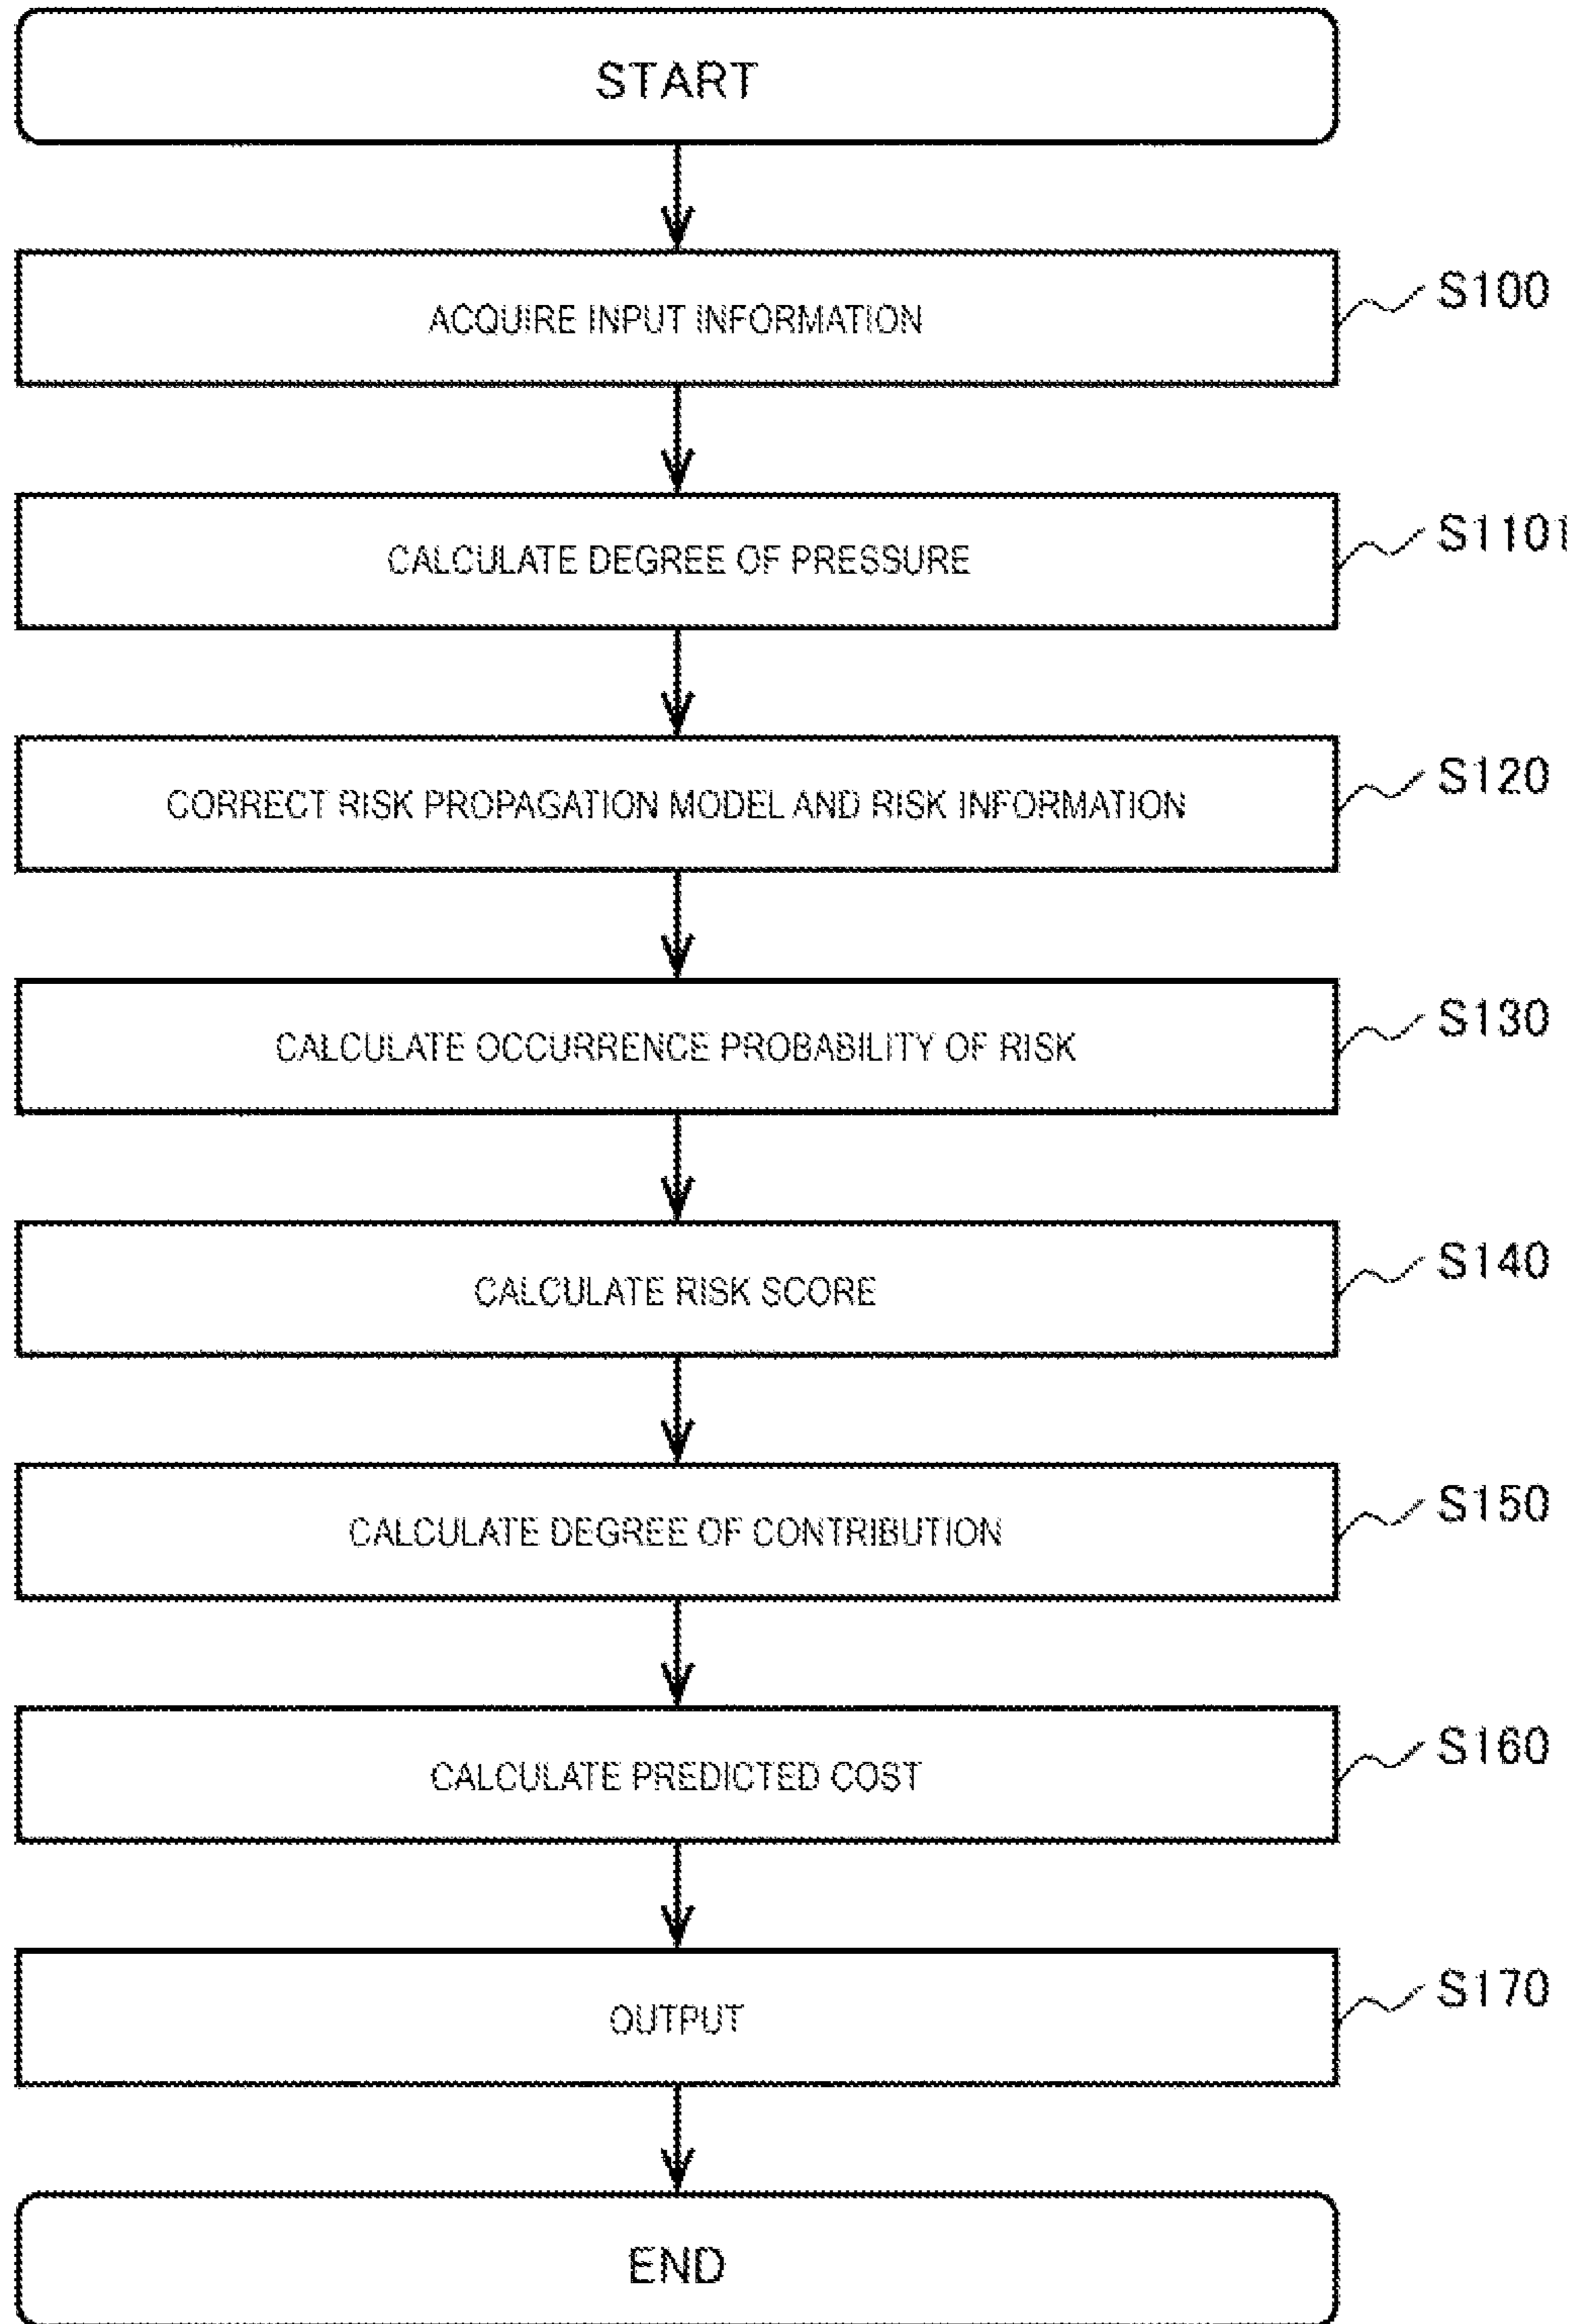 START
ACQUIRE INPUT INFORMATION
S100
CALCULATE DEGREE OF PRESSURE
S1101
CORRECT RISK PROPAGATION MODEL AND RISK INFORMATION
S120
CALCULATE OCCURRENCE PROBABILITY OF RISK
S130
CALCULATE RISK SCORE
S140
CALCULATE DEGREE OF CONTRIBUTION
S150
CALCULATE PREDICTED COST
S160
OUTPUT
S170
END